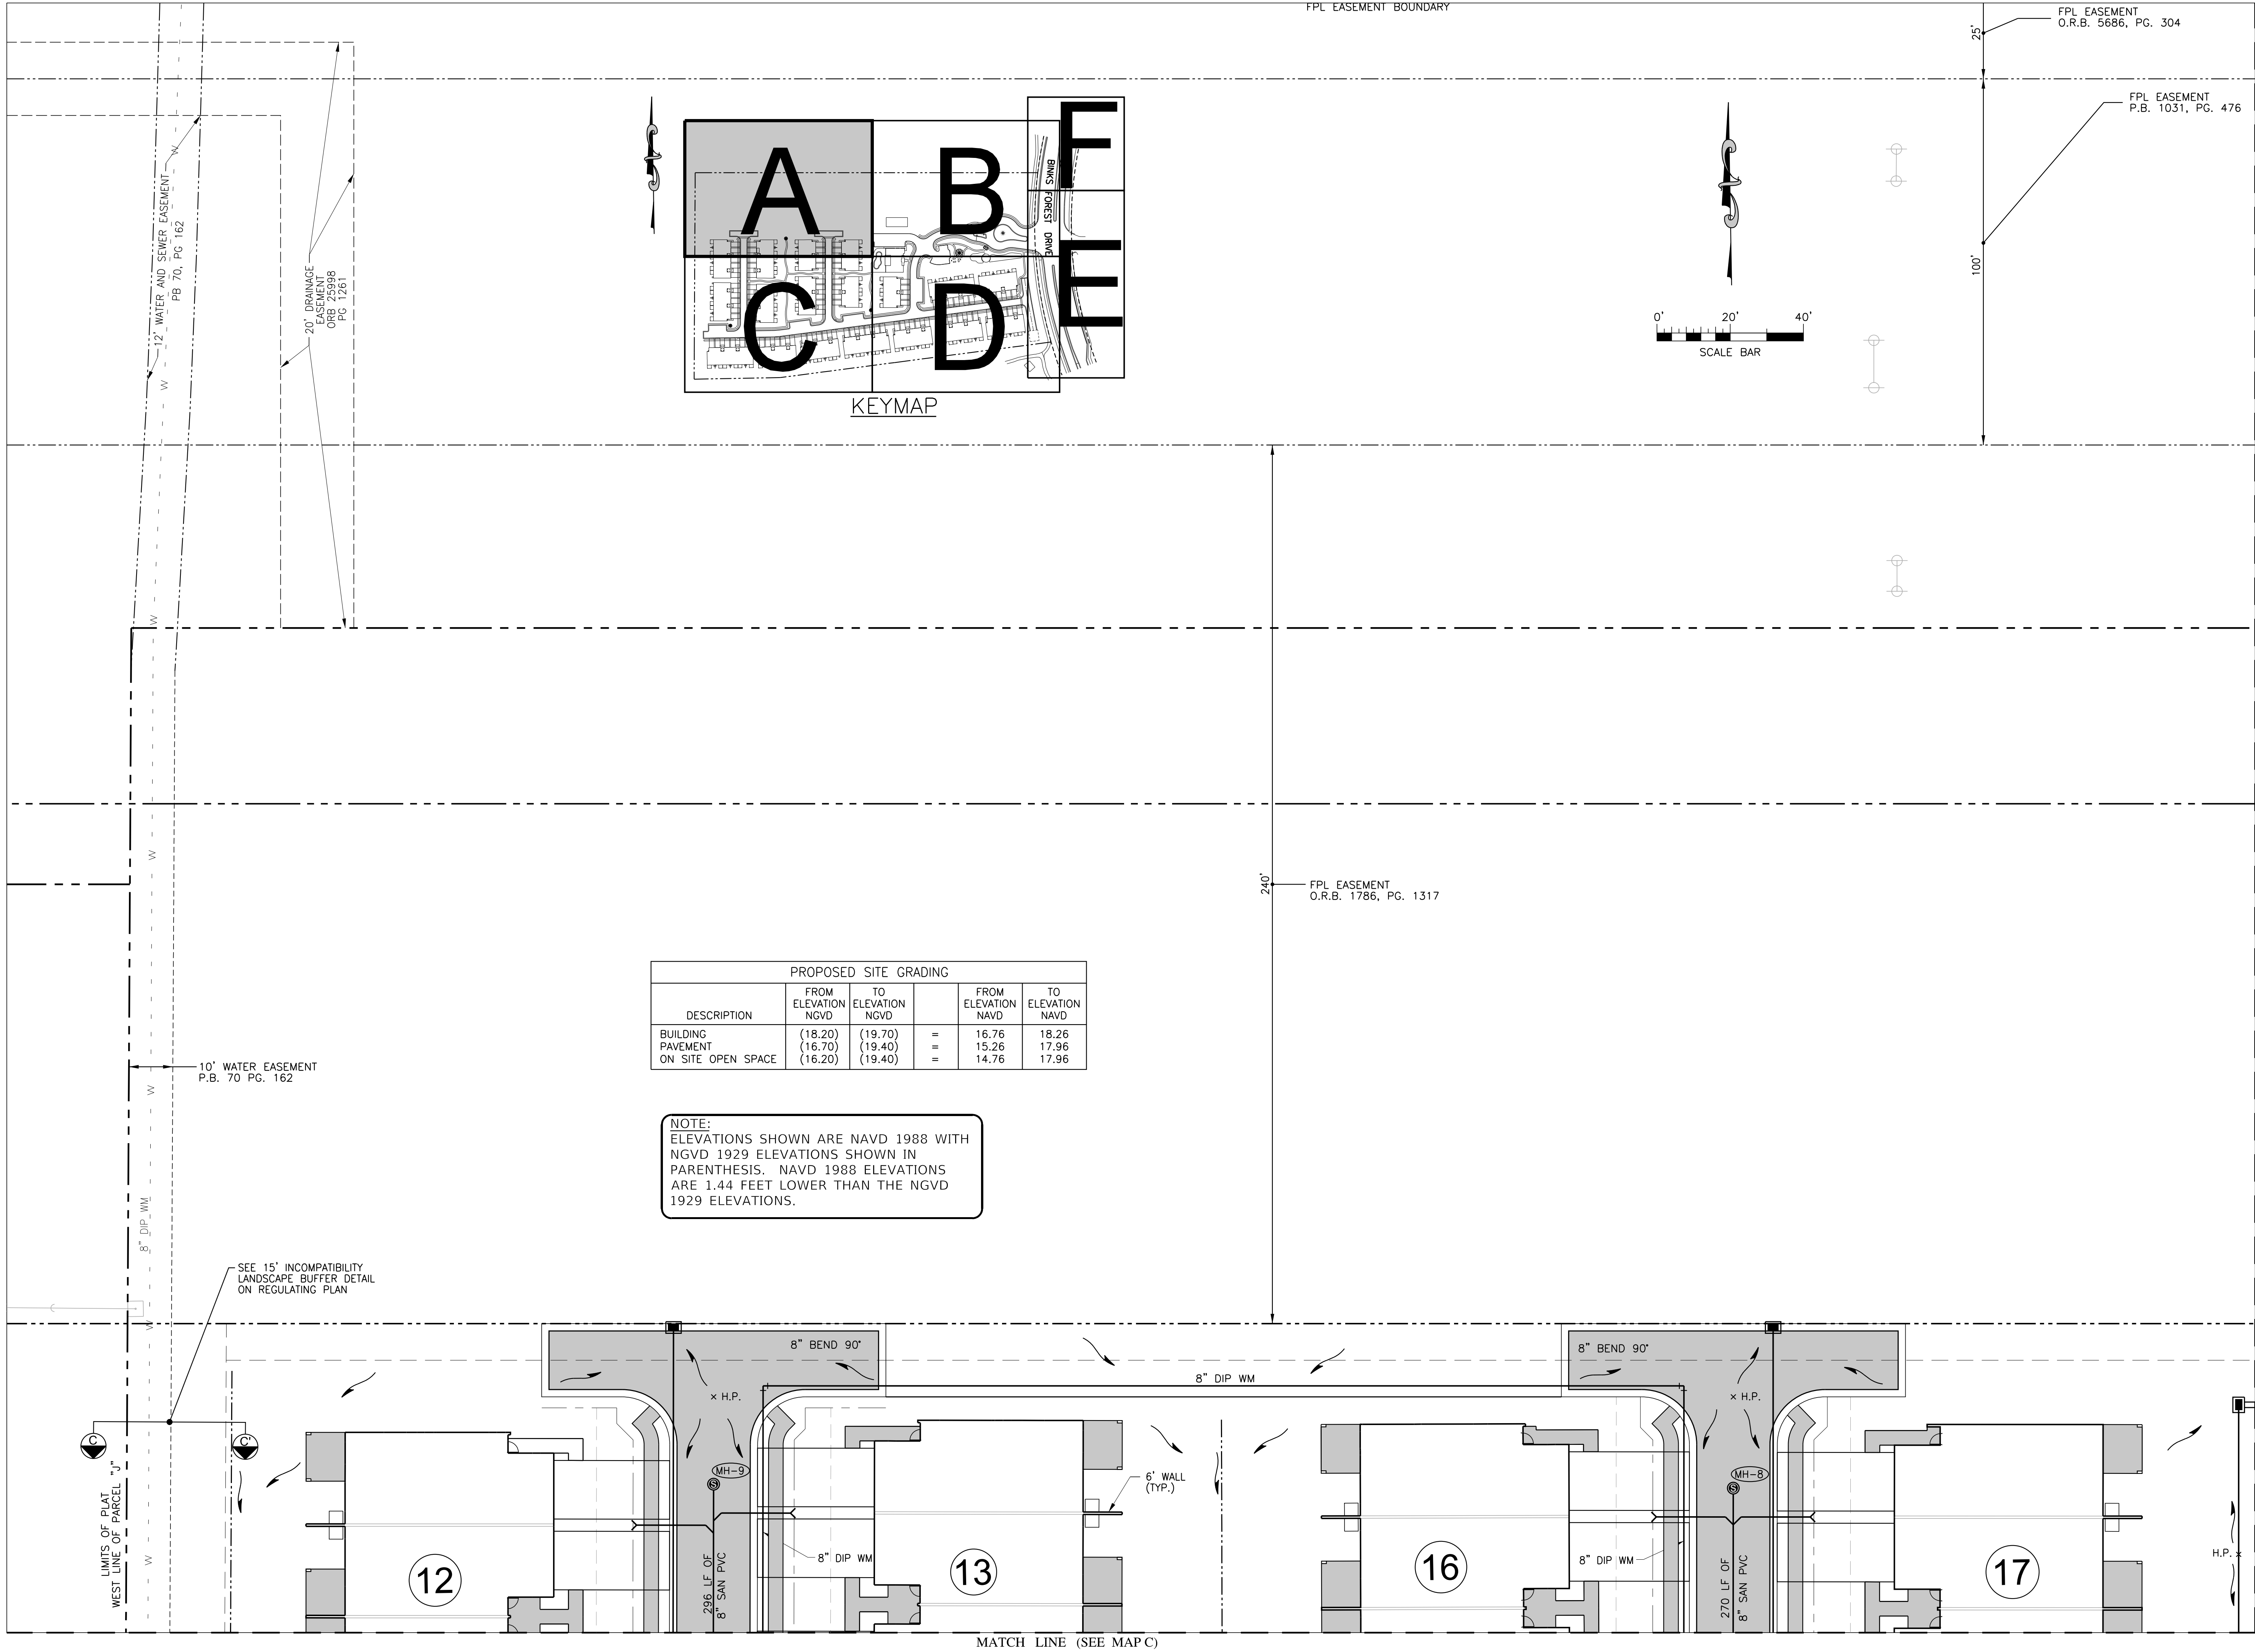 FPL EASEMENT BOUNDARY
FPL EASEMENT
O.R.B. 5686, PG. 304
25'
FPL EASEMENT
P.B. 1031, PG. 476
100'
12' WATER AND SEWER EASEMENT
PB 70, PG 162
W
W
W
W
W
W
W
20' DRAINAGE
EASEMENT
ORB 25998
PG 1261
A
B
C
D
E
F
BINKS FOREST DRIVE
KEYMAP
0' 20' 40'
SCALE BAR
240'
FPL EASEMENT
O.R.B. 1786, PG. 1317
PROPOSED SITE GRADING
DESCRIPTION FROM ELEVATION NGVD TO ELEVATION NGVD FROM ELEVATION NAVD TO ELEVATION NAVD
BUILDING (18.20) (19.70) = 16.76 18.26
PAVEMENT (16.70) (19.40) = 15.26 17.96
ON SITE OPEN SPACE (16.20) (19.40) = 14.76 17.96
10' WATER EASEMENT
P.B. 70 PG. 162
NOTE:
ELEVATIONS SHOWN ARE NAVD 1988 WITH
NGVD 1929 ELEVATIONS SHOWN IN
PARENTHESIS. NAVD 1988 ELEVATIONS
ARE 1.44 FEET LOWER THAN THE NGVD
1929 ELEVATIONS.
8" DIP WM
SEE 15' INCOMPATIBILITY
LANDSCAPE BUFFER DETAIL
ON REGULATING PLAN
8" BEND 90°
8" BEND 90°
8" DIP WM
× H.P.
× H.P.
C
C'
LIMITS OF PLAT
WEST LINE OF PARCEL "J"
MH-9
S
MH-8
S
6' WALL
(TYP.)
8" DIP WM
8" DIP WM
H.P. ×
12
13
16
17
296 LF OF
8" SAN PVC
270 LF OF
8" SAN PVC
MATCH LINE (SEE MAP C)